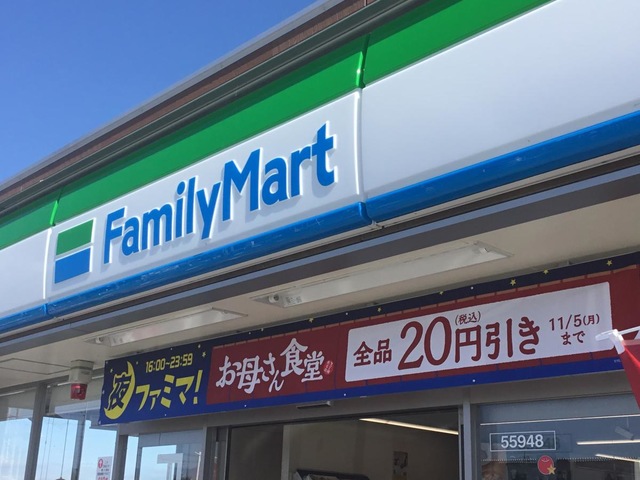 FamilyMart
16:00-23:59
夜ファミマ!
お母さん食堂
全品20円引き
(税込)
11/5(月)
まで
55948